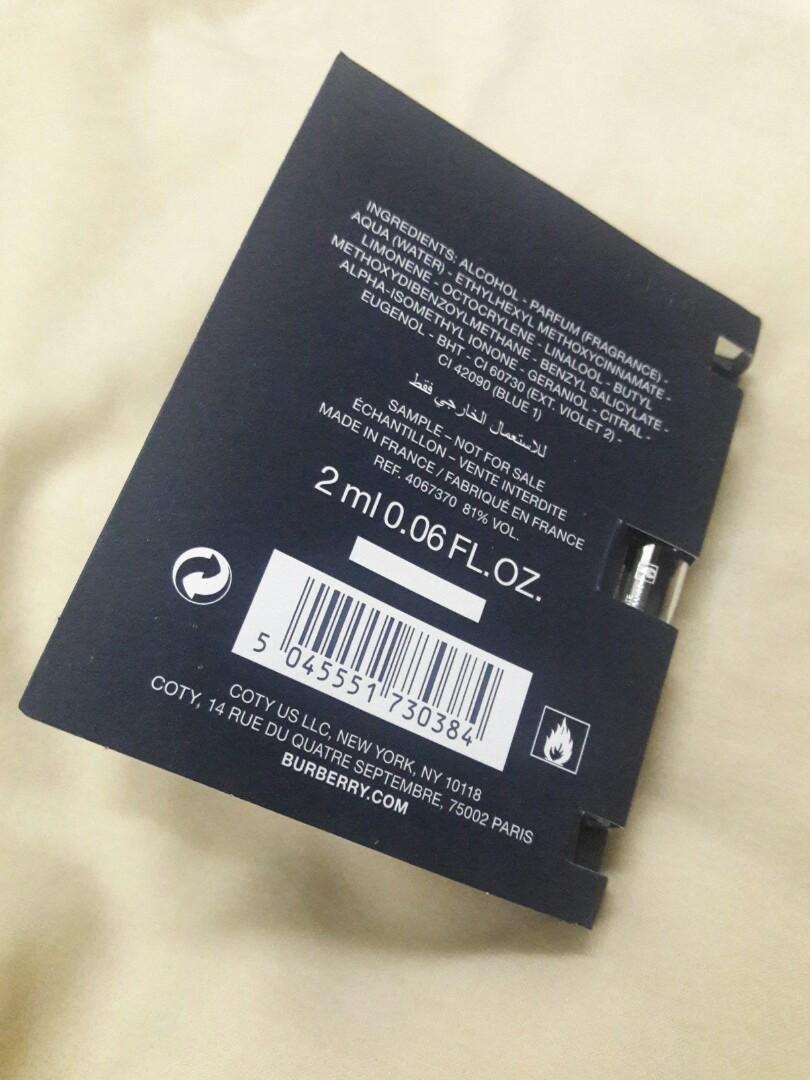 INGREDIENTS: ALCOHOL - PARFUM (FRAGRANCE) -
AQUA (WATER) - ETHYLHEXYL METHOXYCINNAMATE -
LIMONENE - OCTOCRYLENE - LINALOOL - BUTYL
METHOXYDIBENZOYLMETHANE - BENZYL SALICYLATE -
ALPHA-ISOMETHYL IONONE - GERANIOL - CITRAL -
EUGENOL - BHT - CI 60730 (EXT. VIOLET 2) -
CI 42090 (BLUE 1)
للاستعمال الخارجي فقط
SAMPLE – NOT FOR SALE
ÉCHANTILLON – VENTE INTERDITE
MADE IN FRANCE / FABRIQUÉ EN FRANCE
REF. 4067370 81% VOL.
2 ml 0.06 FL.OZ.
5 045551 730384
COTY US LLC, NEW YORK, NY 10118
COTY, 14 RUE DU QUATRE SEPTEMBRE, 75002 PARIS
BURBERRY.COM